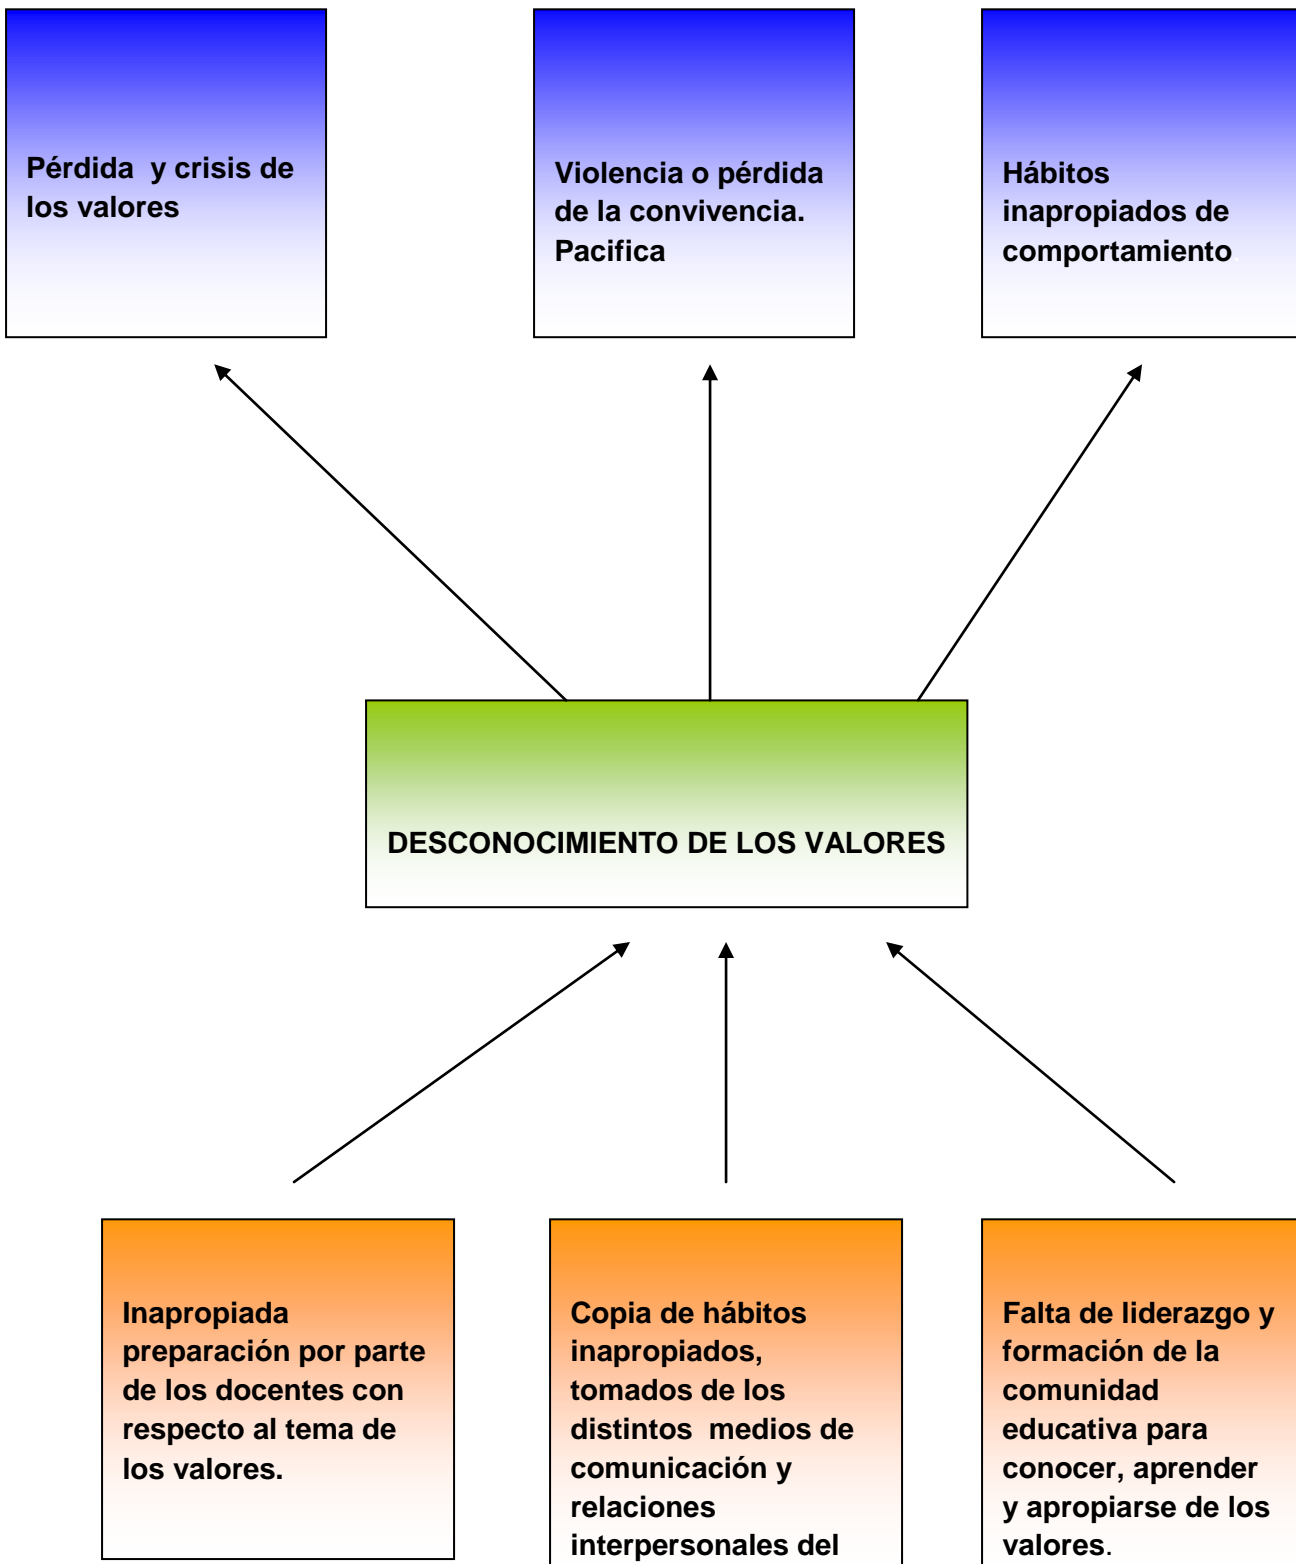 Pérdida  y crisis de
los valores
Violencia o pérdida
de la convivencia.
Pacifica
Hábitos
inapropiados de
comportamiento.
DESCONOCIMIENTO DE LOS VALORES
Inapropiada
preparación por parte
de los docentes con
respecto al tema de
los valores.
Copia de hábitos
inapropiados,
tomados de los
distintos  medios de
comunicación y
relaciones
interpersonales del
Falta de liderazgo y
formación de la
comunidad
educativa para
conocer, aprender
y apropiarse de los
valores.